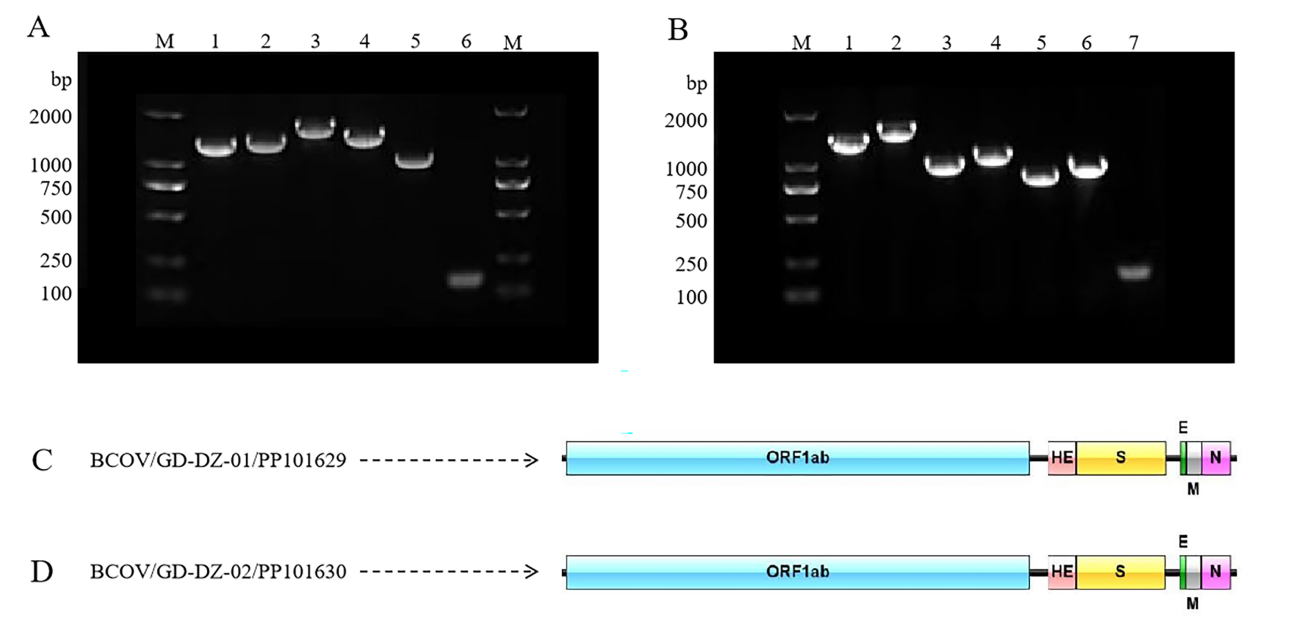 A
M 1 2 3 4 5 6 M
bp
2000
1000
750
500
250
100
B
M 1 2 3 4 5 6 7
bp
2000
1000
750
500
250
100
C BCOV/GD-DZ-01/PP101629 ORF1ab HE S E M N
D BCOV/GD-DZ-02/PP101630 ORF1ab HE S E M N